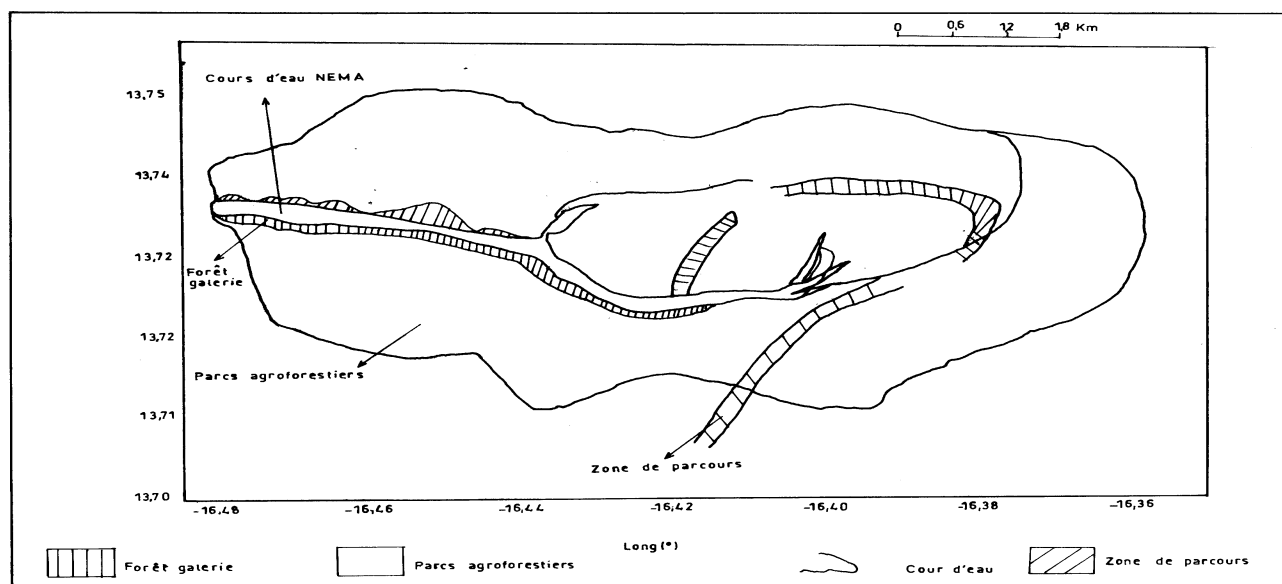 0 0,6 1,2 1,8 Km
Cours d'eau NEMA
13,75
13,74
13,72
Forêt
galerie
13,72
Parcs agroforestiers
13,71
Zone de parcours
13,70
-16,48 -16,46 -16,44 -16,42 -16,40 -16,38 -16,36
Long(°)
Forêt galerie Parcs agroforestiers Cour d'eau Zone de parcours